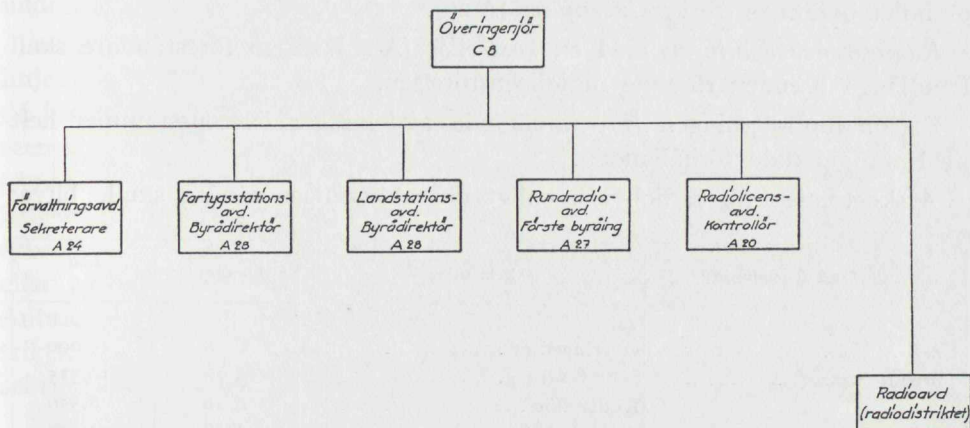 Överingenjör
C 8
Förvaltningsavd.
Sekreterare
A 24
Fartygsstations-
avd.
Byrådirektör
A 28
Landstations-
avd.
Byrådirektör
A 28
Rundradio-
avd.
Förste byråing
A 27
Radiolicens-
avd.
Kontrollör
A 20
Radioavd
(radiodistriktet)